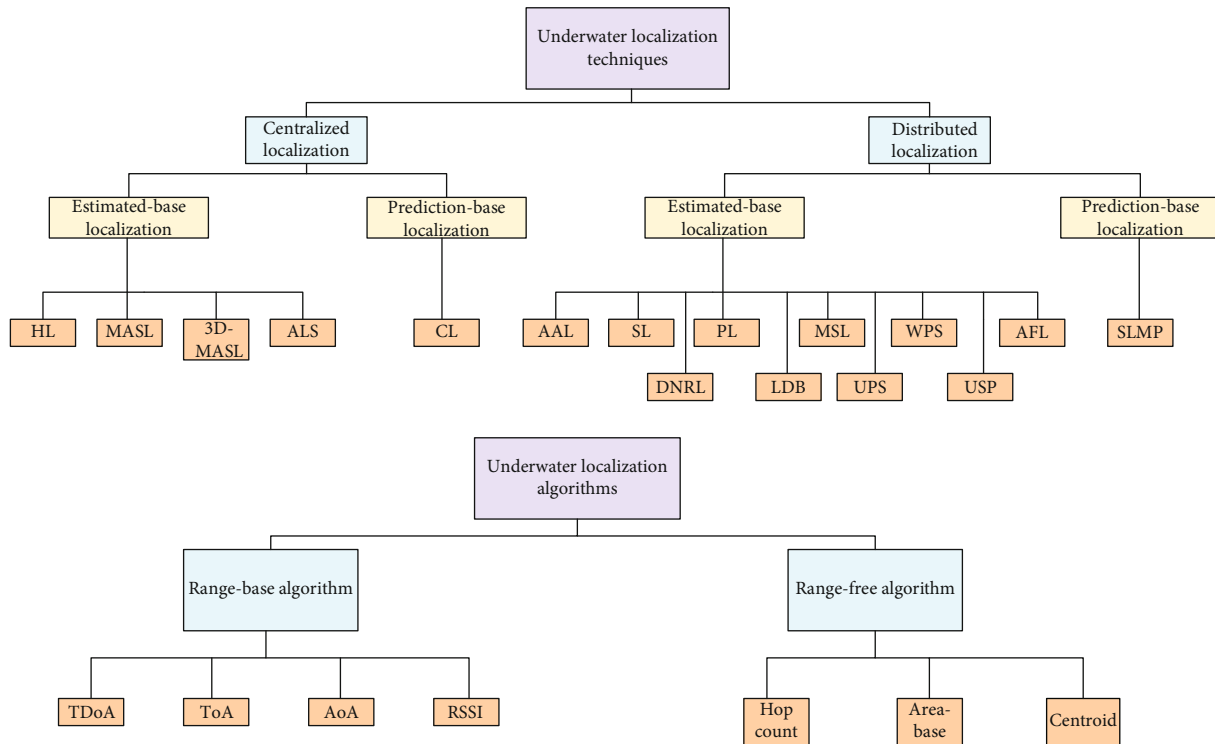 Underwater localization
techniques
Centralized
localization
Distributed
localization
Estimated-base
localization
Prediction-base
localization
Estimated-base
localization
Prediction-base
localization
HL
MASL
3D-
MASL
ALS
CL
AAL
SL
PL
MSL
WPS
AFL
SLMP
DNRL
LDB
UPS
USP
Underwater localization
algorithms
Range-base algorithm
Range-free algorithm
TDoA
ToA
AoA
RSSI
Hop
count
Area-
base
Centroid